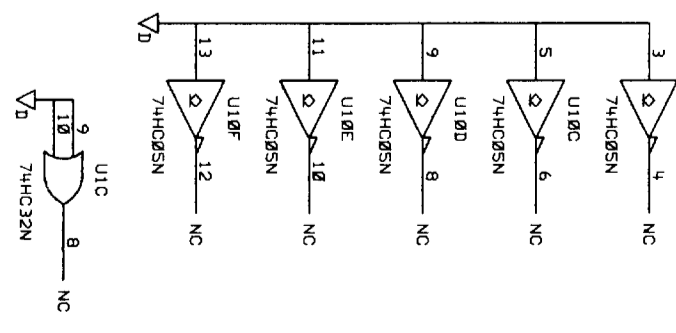 D
13
U10F
74HC05N
12
NC
11
U10E
74HC05N
10
NC
9
U10D
74HC05N
8
NC
5
U10C
74HC05N
6
NC
3
74HC05N
4
NC
D
9
10
U1C
74HC32N
8
NC